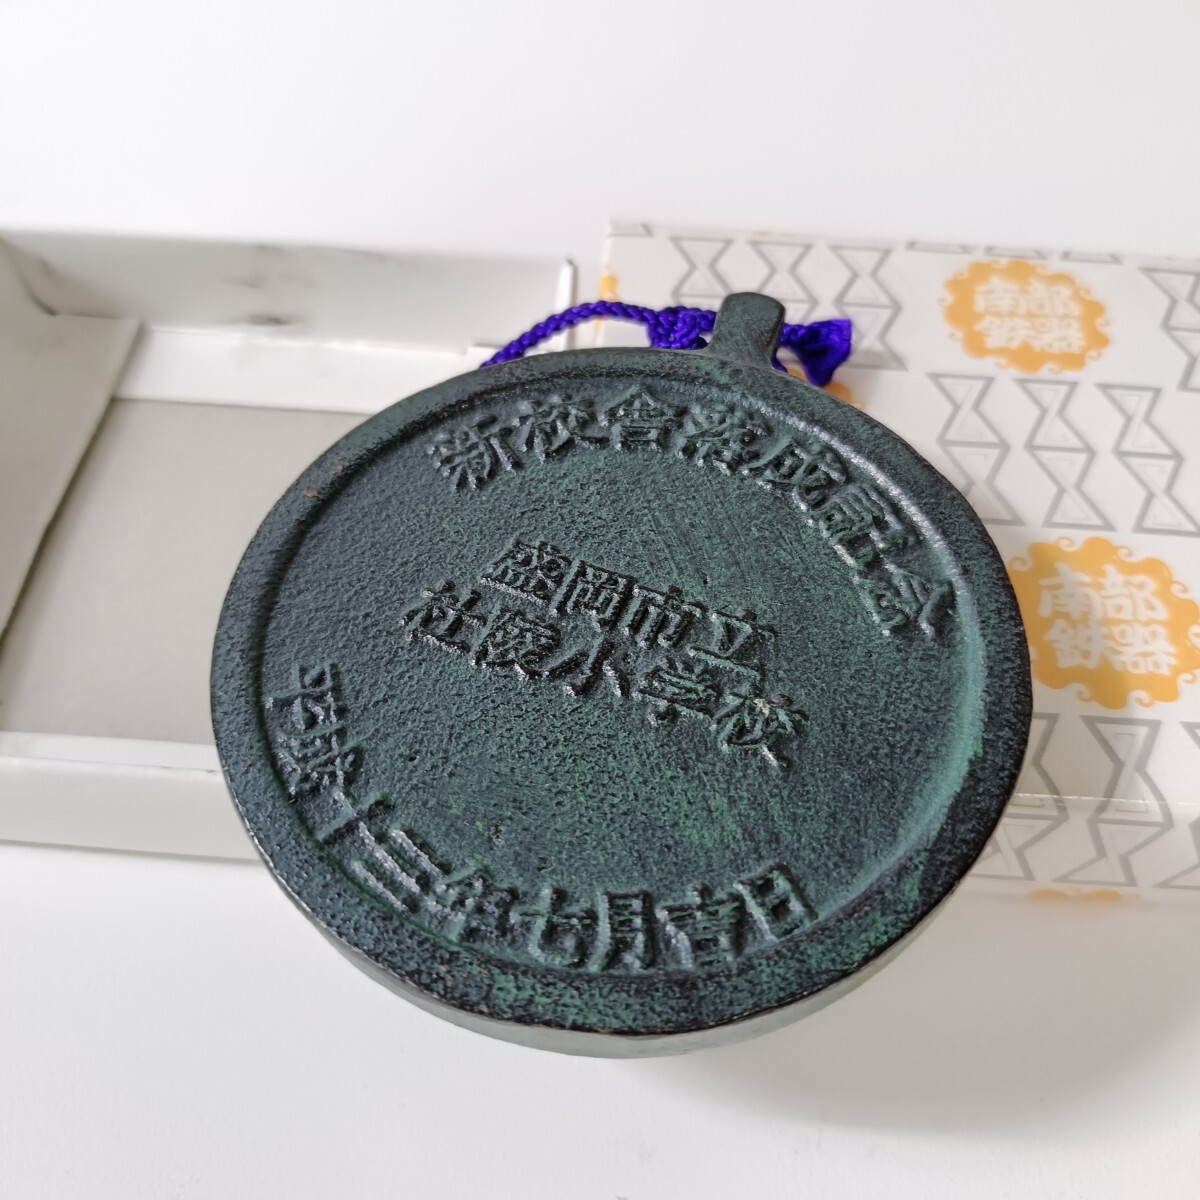 新校舎落成記念
盛岡市立
杜陵小学校
平成十三年七月吉日
南部
鉄器
南部
鉄器